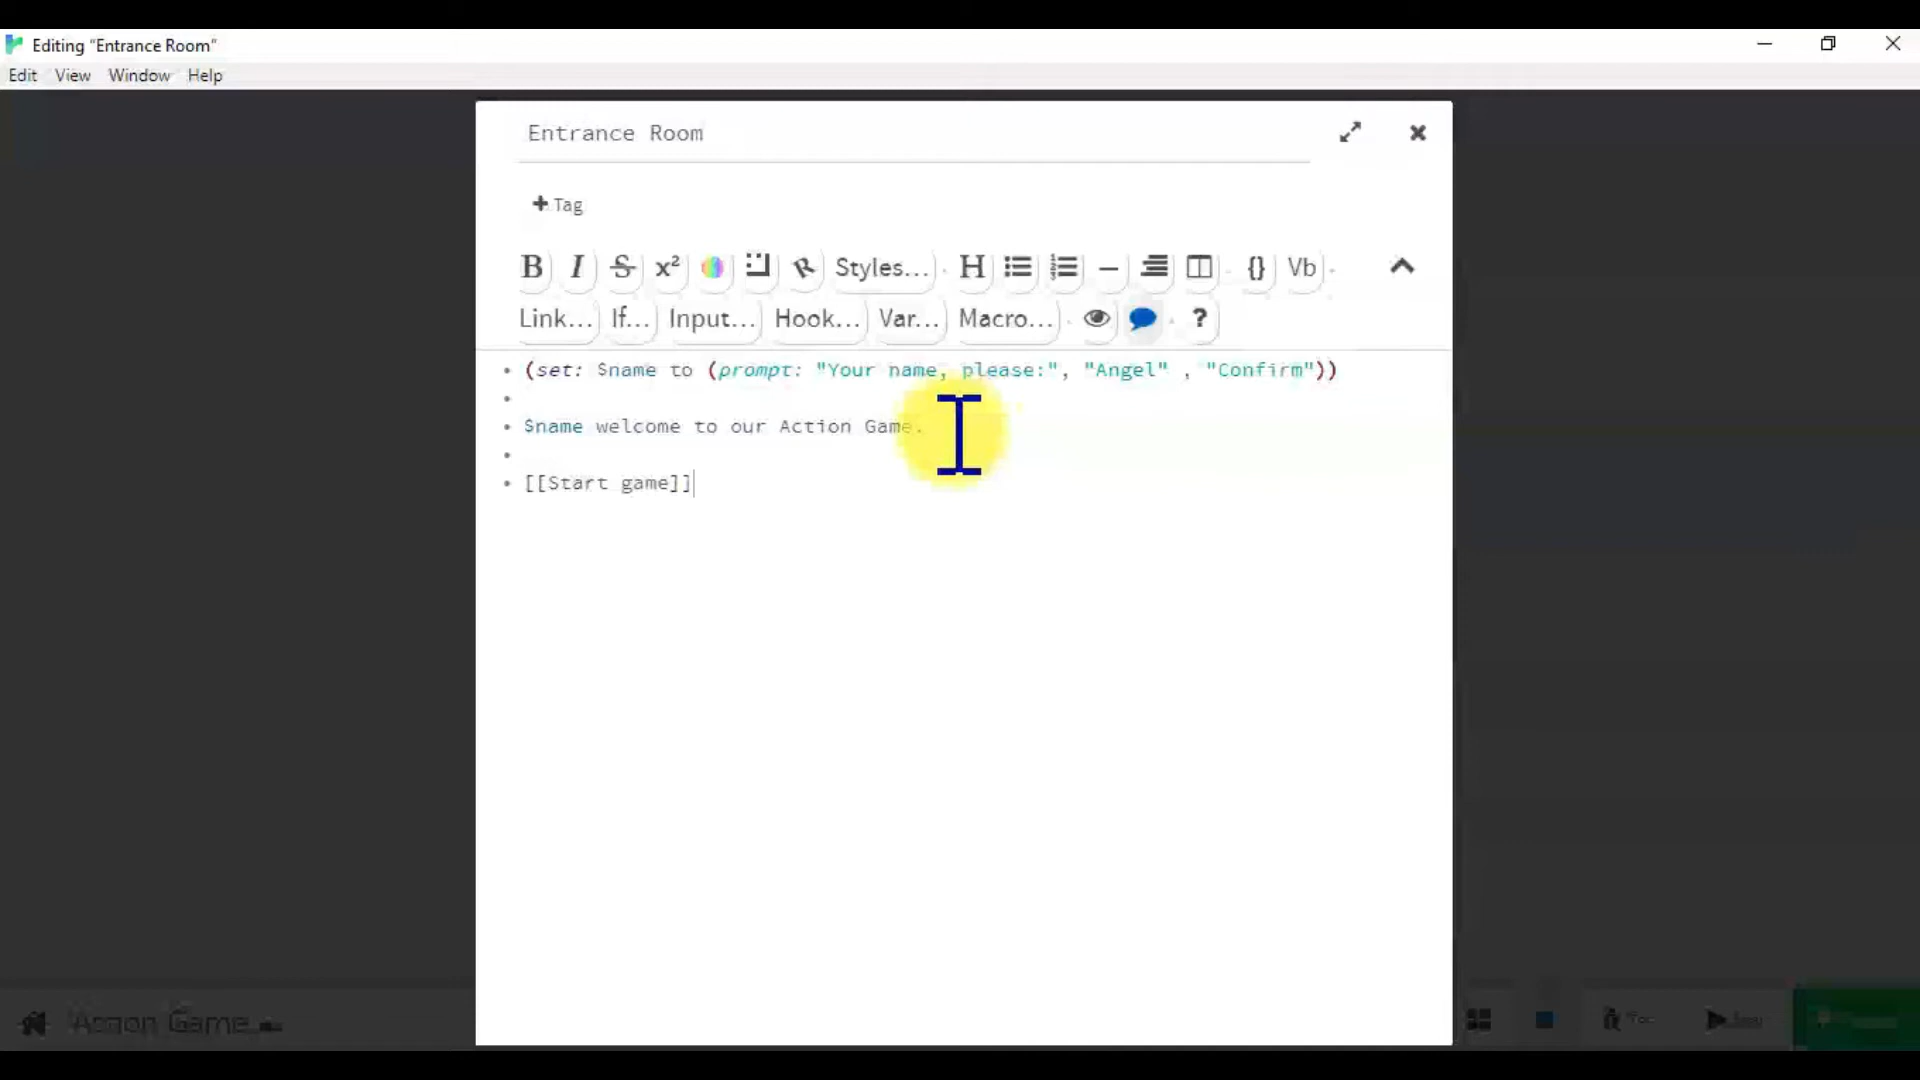 Editing "Entrance Room"
Edit View Window Help
Entrance Room
+ Tag
B I S x² Styles... H {} Vb
Link... If... Input... Hook... Var... Macro... ?
(set: $name to (prompt: "Your name, please:", "Angel" , "Confirm"))
$name welcome to our Action Game.
[[Start game]]
Action Game